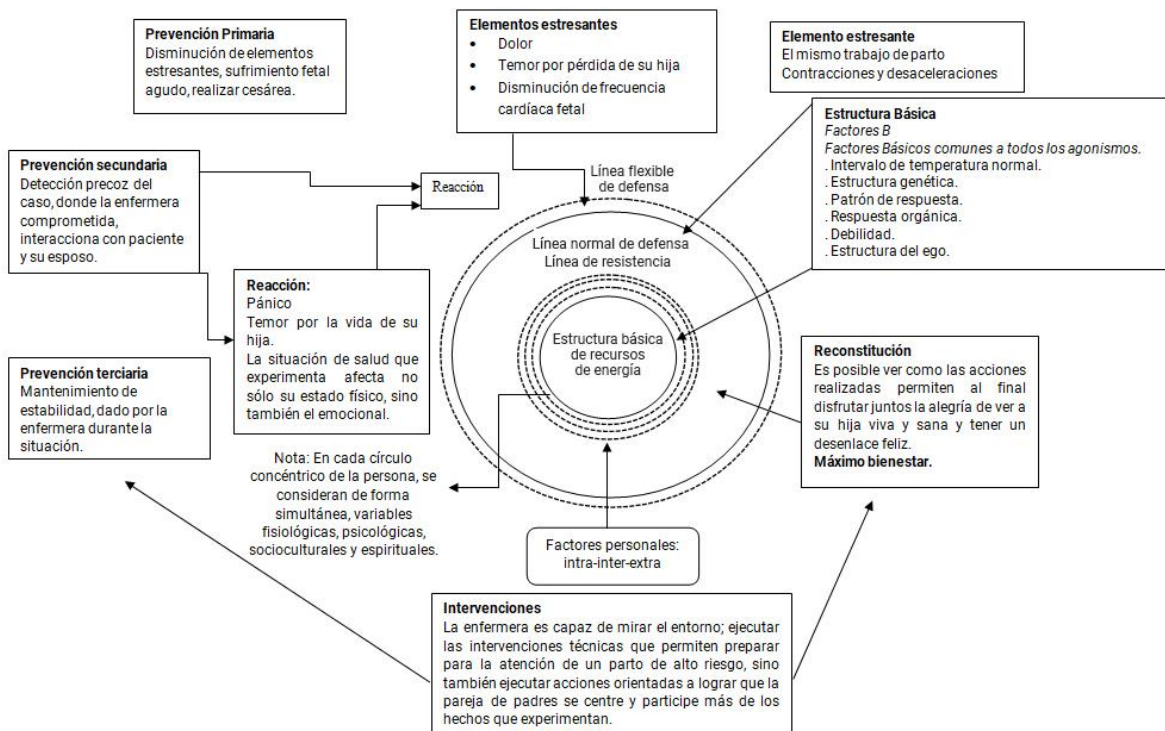 Prevención Primaria
Disminución de elementos
estresantes, sufrimiento fetal
agudo, realizar cesárea.
Elementos estresantes
• Dolor
• Temor por pérdida de su hija
• Disminución de frecuencia
cardíaca fetal
Elemento estresante
El mismo trabajo de parto
Contracciones y desaceleraciones
Estructura Básica
Factores B
Factores Básicos comunes a todos los agonismos.
. Intervalo de temperatura normal.
. Estructura genética.
. Patrón de respuesta.
. Respuesta orgánica.
. Debilidad.
. Estructura del ego.
Prevención secundaria
Detección precoz del
caso, donde la enfermera
comprometida,
interacciona con paciente
y su esposo.
Reacción
Línea flexible
de defensa
Línea normal de defensa
Línea de resistencia
Estructura básica
de recursos
de energía
Reacción:
Pánico
Temor por la vida de su
hija.
La situación de salud que
experimenta afecta no
sólo su estado físico, sino
también el emocional.
Prevención terciaria
Mantenimiento de
estabilidad, dado por la
enfermera durante la
situación.
Reconstitución
Es posible ver como las acciones
realizadas permiten al final
disfrutar juntos la alegría de ver a
su hija viva y sana y tener un
desenlace feliz.
Máximo bienestar.
Nota: En cada círculo
concéntrico de la persona, se
consideran de forma
simultánea, variables
fisiológicas, psicológicas,
socioculturales y espirituales.
Factores personales:
intra-inter-extra
Intervenciones
La enfermera es capaz de mirar el entorno; ejecutar
las intervenciones técnicas que permiten preparar
para la atención de un parto de alto riesgo, sino
también ejecutar acciones orientadas a lograr que la
pareja de padres se centre y participe más de los
hechos que experimentan.